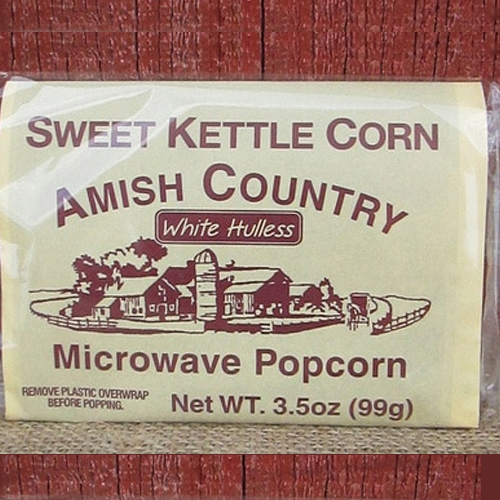 SWEET KETTLE CORN
AMISH COUNTRY
White Hulless
Microwave Popcorn
REMOVE PLASTIC OVERWRAP
BEFORE POPPING.
Net WT. 3.5oz (99g)